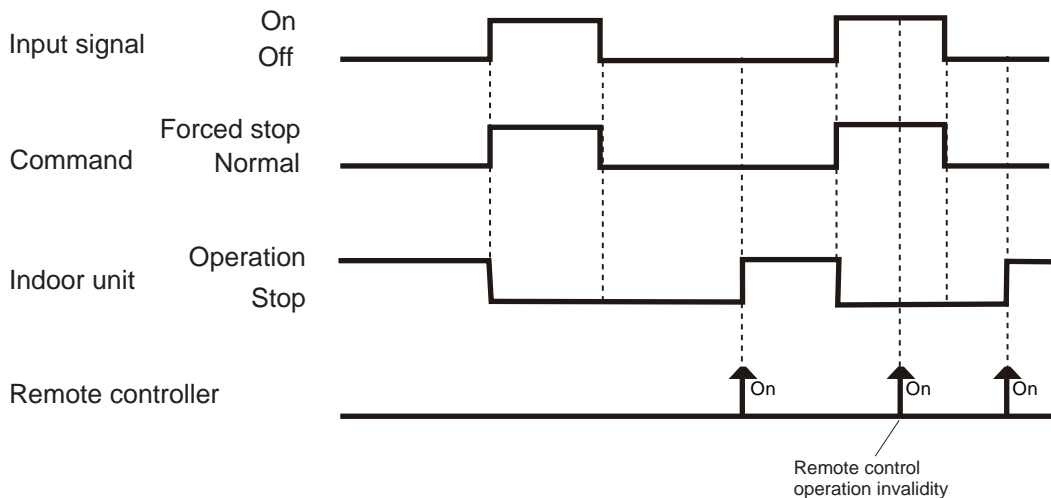 On
Input signal
Off
Forced stop
Command
Normal
Operation
Indoor unit
Stop
On
On
On
Remote controller
Remote control
operation invalidity